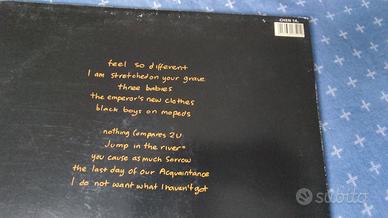 CHEN 14
feel so different
I am stretched on your grave
three babies
the emperor's new clothes
black boys on mopeds
nothing Compares 2U
Jump in the river
you cause as much sorrow
the last day of our Acquaintance
I do not want what I haven't got
subito